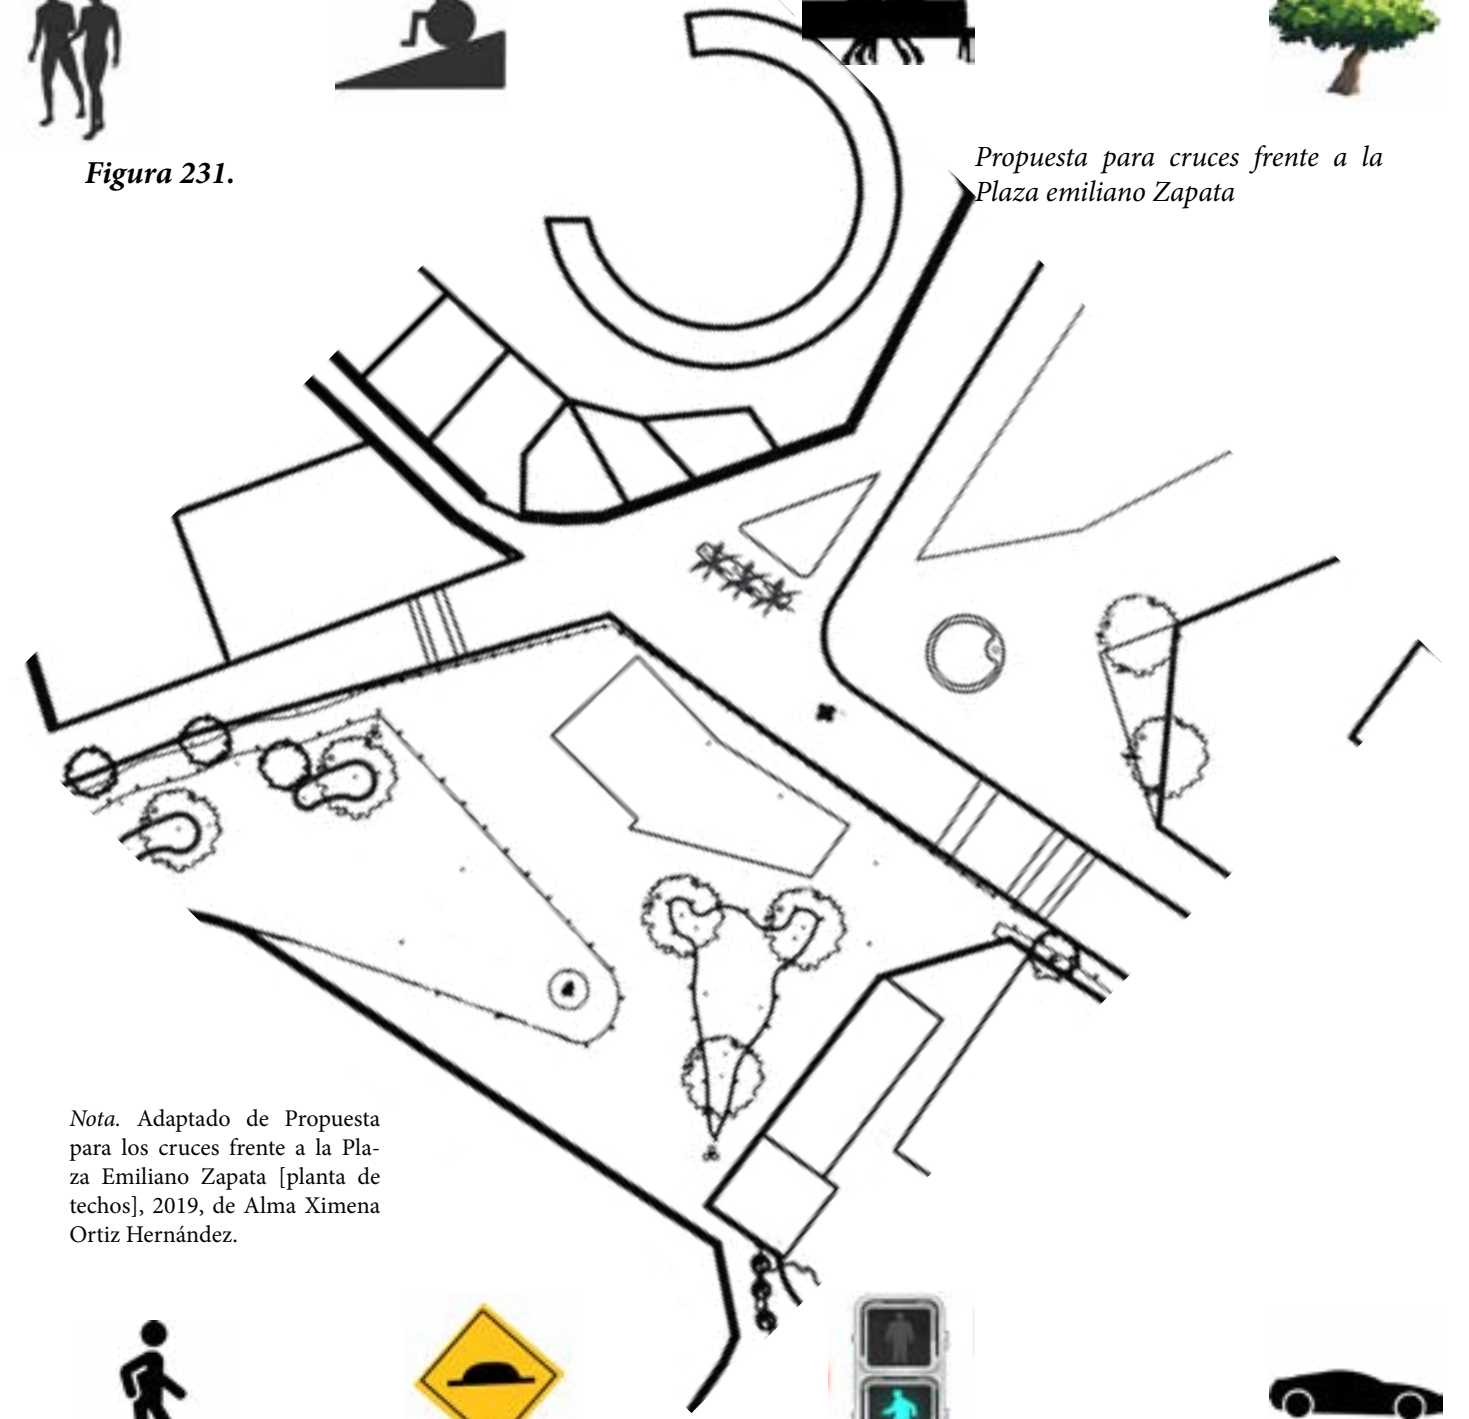 Figura 231.
Propuesta para cruces frente a la
Plaza emiliano Zapata
Nota. Adaptado de Propuesta
para los cruces frente a la Pla-
za Emiliano Zapata [planta de
techos], 2019, de Alma Ximena
Ortiz Hernández.